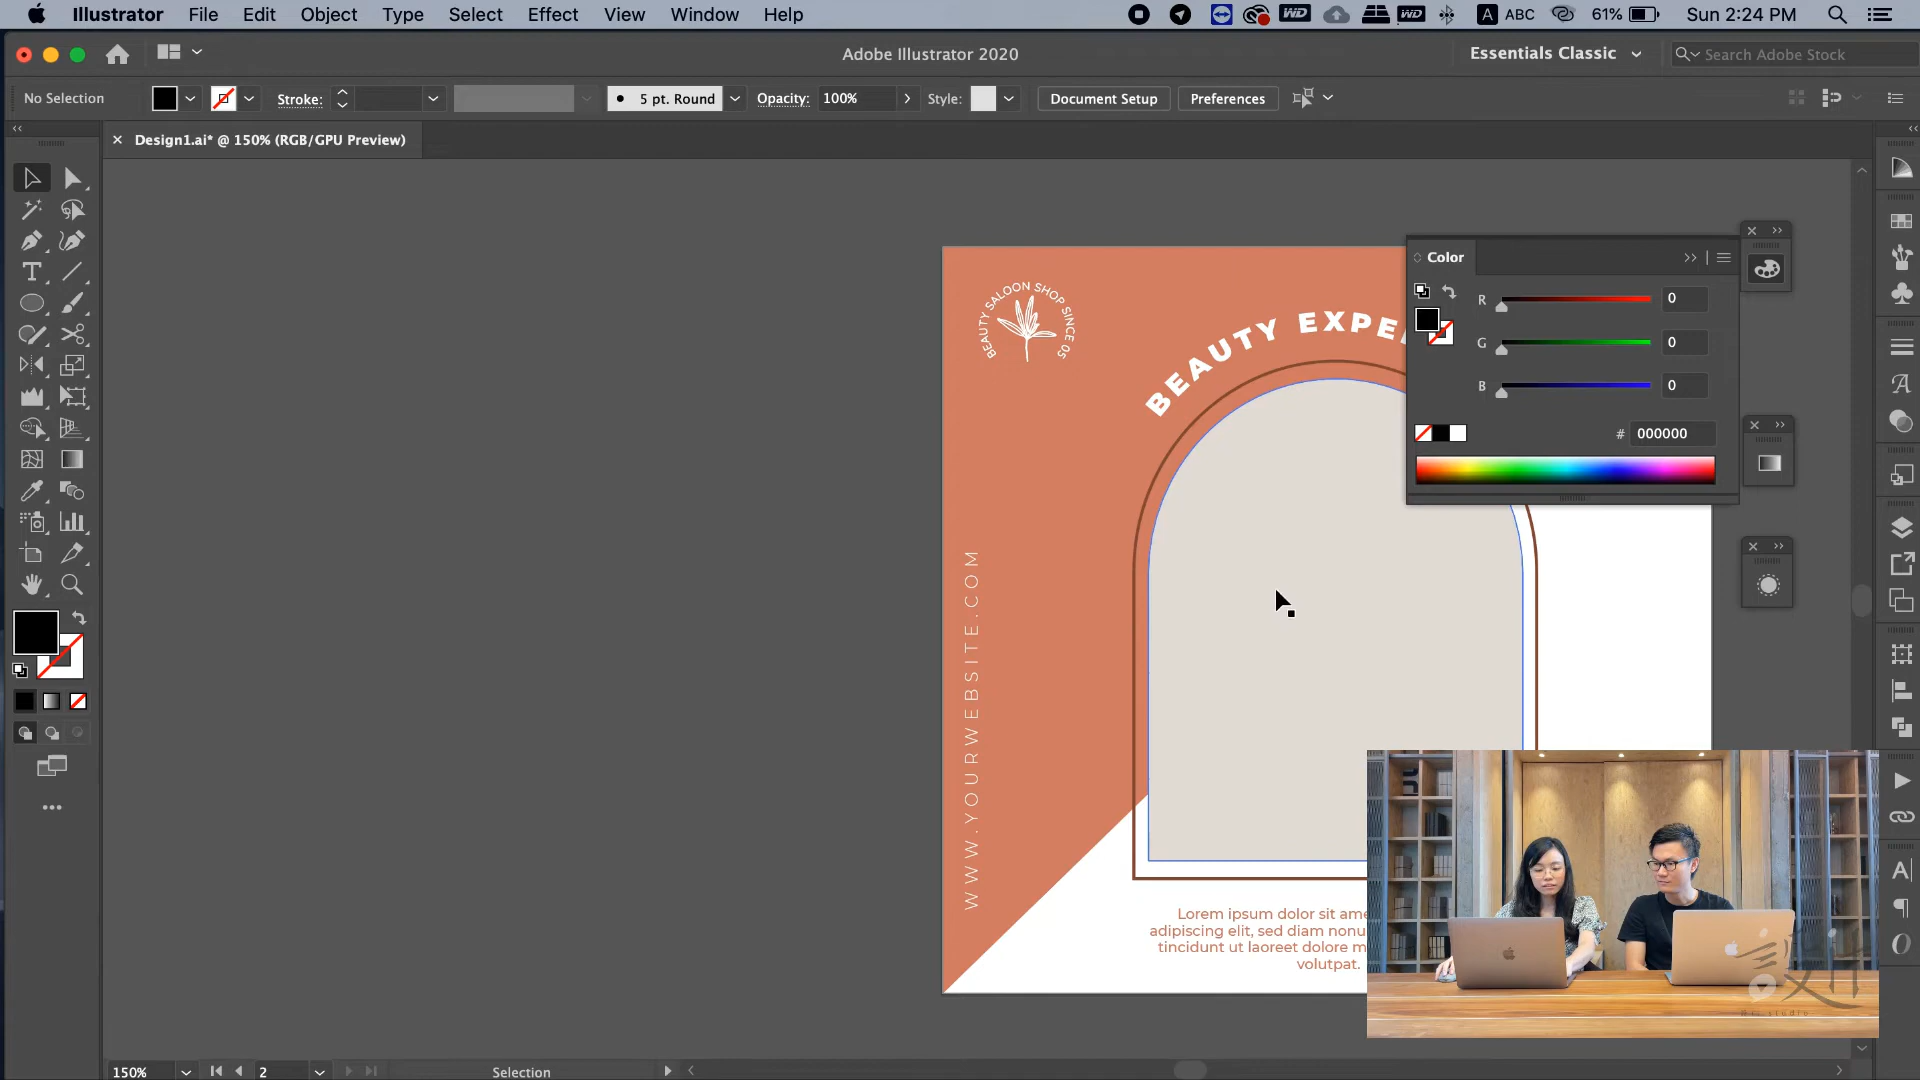 Illustrator File Edit Object Type Select Effect View Window Help
WD WD A ABC 61% Sun 2:24 PM
Adobe Illustrator 2020
Essentials Classic
Search Adobe Stock
No Selection
Stroke:
5 pt. Round
Opacity: 100%
Style:
Document Setup
Preferences
Design1.ai* @ 150% (RGB/GPU Preview)
Color
R 0
G 0
B 0
# 000000
BEAUTY SALOON SHOP SINCE 05
BEAUTY EXPE
WWW.YOURWEBSITE.COM
Lorem ipsum dolor sit ame
adipiscing elit, sed diam nonu
tincidunt ut laoreet dolore m
volutpat.
150% 2 Selection